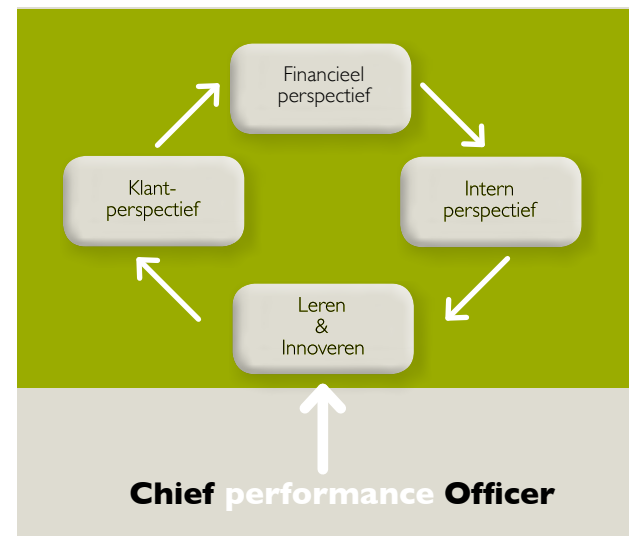 Financieel
perspectief
Klant-
perspectief
Intern
perspectief
Leren
&
Innoveren
Chief performance Officer